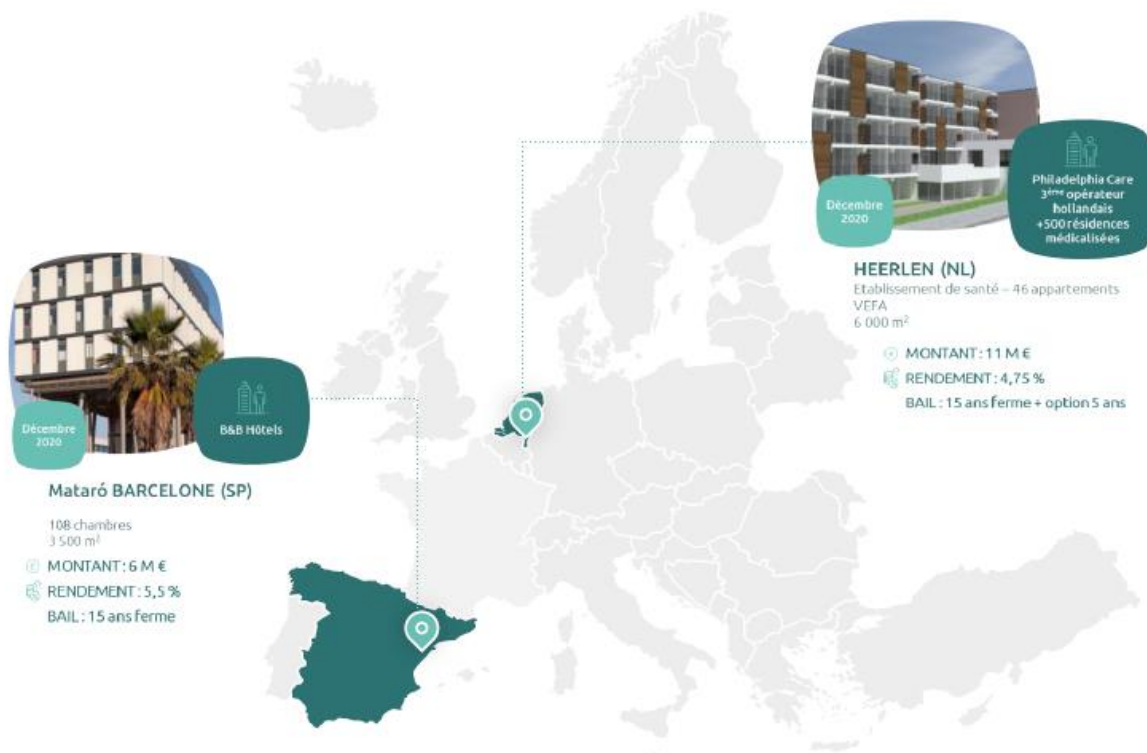 Décembre
2020
Philadelphia Care
3ème opérateur
hollandais
+500 résidences
médicalisées
HEERLEN (NL)
Etablissement de santé – 46 appartements
VEFA
6 000 m²
MONTANT : 11 M €
RENDEMENT : 4,75 %
BAIL : 15 ans ferme + option 5 ans
Décembre
2020
B&B Hôtels
Mataró BARCELONE (SP)
108 chambres
3 500 m²
MONTANT : 6 M €
RENDEMENT : 5,5 %
BAIL : 15 ans ferme